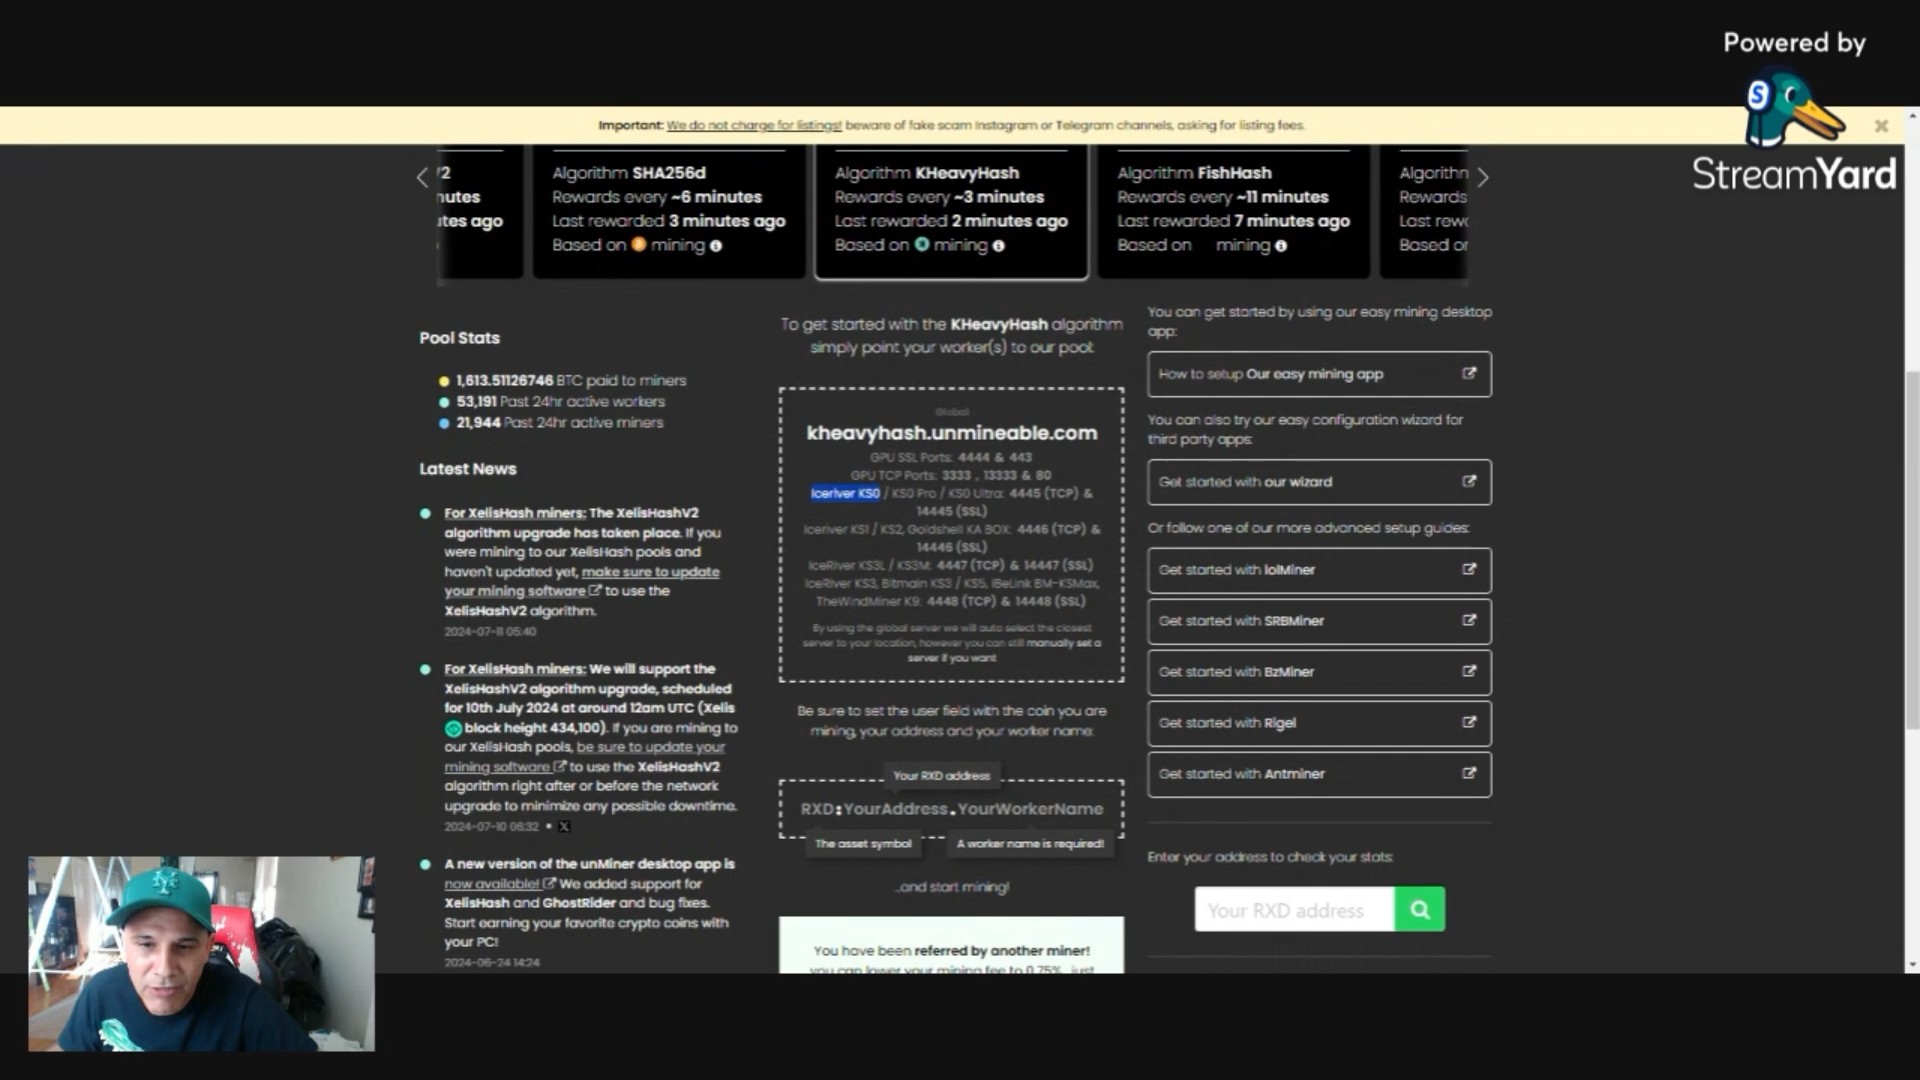 Powered by
StreamYard
Important: We do not charge for listings! beware of fake scam Instagram or Telegram channels, asking for listing fees.
/2
nutes
utes ago
Algorithm SHA256d
Rewards every ~6 minutes
Last rewarded 3 minutes ago
Based on mining
Algorithm KHeavyHash
Rewards every ~3 minutes
Last rewarded 2 minutes ago
Based on mining
Algorithm FishHash
Rewards every ~11 minutes
Last rewarded 7 minutes ago
Based on mining
Algorithn
Rewards
Last rewc
Based or
Pool Stats
1,613.51126746 BTC paid to miners
53,191 Past 24hr active workers
21,944 Past 24hr active miners
Latest News
For XelisHash miners: The XelisHashV2
algorithm upgrade has taken place. If you
were mining to our XelisHash pools and
haven't updated yet, make sure to update
your mining software to use the
XelisHashV2 algorithm.
2024-07-11 05:40
For XelisHash miners: We will support the
XelisHashV2 algorithm upgrade, scheduled
for 10th July 2024 at around 12am UTC (Xelis
block height 434,100). If you are mining to
our XelisHash pools, be sure to update your
mining software to use the XelisHashV2
algorithm right after or before the network
upgrade to minimize any possible downtime.
2024-07-10 06:32 • X
A new version of the unMiner desktop app is
now available! We added support for
XelisHash and GhostRider and bug fixes.
Start earning your favorite crypto coins with
your PC!
2024-06-24 14:24
To get started with the KHeavyHash algorithm
simply point your worker(s) to our pool:
Global
kheavyhash.unmineable.com
GPU SSL Ports: 4444 & 443
GPU TCP Ports: 3333 , 13333 & 80
Iceriver KS0 / KS0 Pro / KS0 Ultra: 4445 (TCP) &
14445 (SSL)
Iceriver KS1 / KS2, Goldshell KA BOX: 4446 (TCP) &
14446 (SSL)
IceRiver KS3L / KS3M: 4447 (TCP) & 14447 (SSL)
IceRiver KS3, Bitmain KS3 / KS5, iBeLink BM-KSMax,
TheWindMiner K9: 4448 (TCP) & 14448 (SSL)
By using the global server we will auto select the closest
server to your location, however you can still manually set a
server if you want
Be sure to set the user field with the coin you are
mining, your address and your worker name:
Your RXD address
RXD:YourAddress.YourWorkerName
The asset symbol
A worker name is required!
...and start mining!
You have been referred by another miner!
you can lower your mining fee to 0.75%, just
You can get started by using our easy mining desktop
app:
How to setup Our easy mining app
You can also try our easy configuration wizard for
third party apps:
Get started with our wizard
Or follow one of our more advanced setup guides:
Get started with lolMiner
Get started with SRBMiner
Get started with BzMiner
Get started with Rigel
Get started with Antminer
Enter your address to check your stats:
Your RXD address